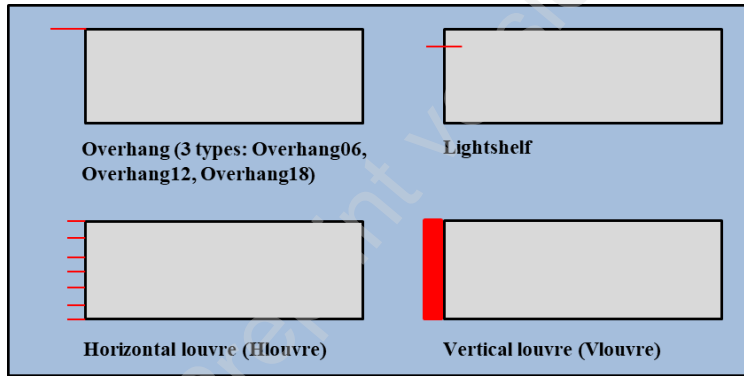 Overhang (3 types: Overhang06,
Overhang12, Overhang18)
Lightshelf
Horizontal louvre (Hlouvre)
Vertical louvre (Vlouvre)